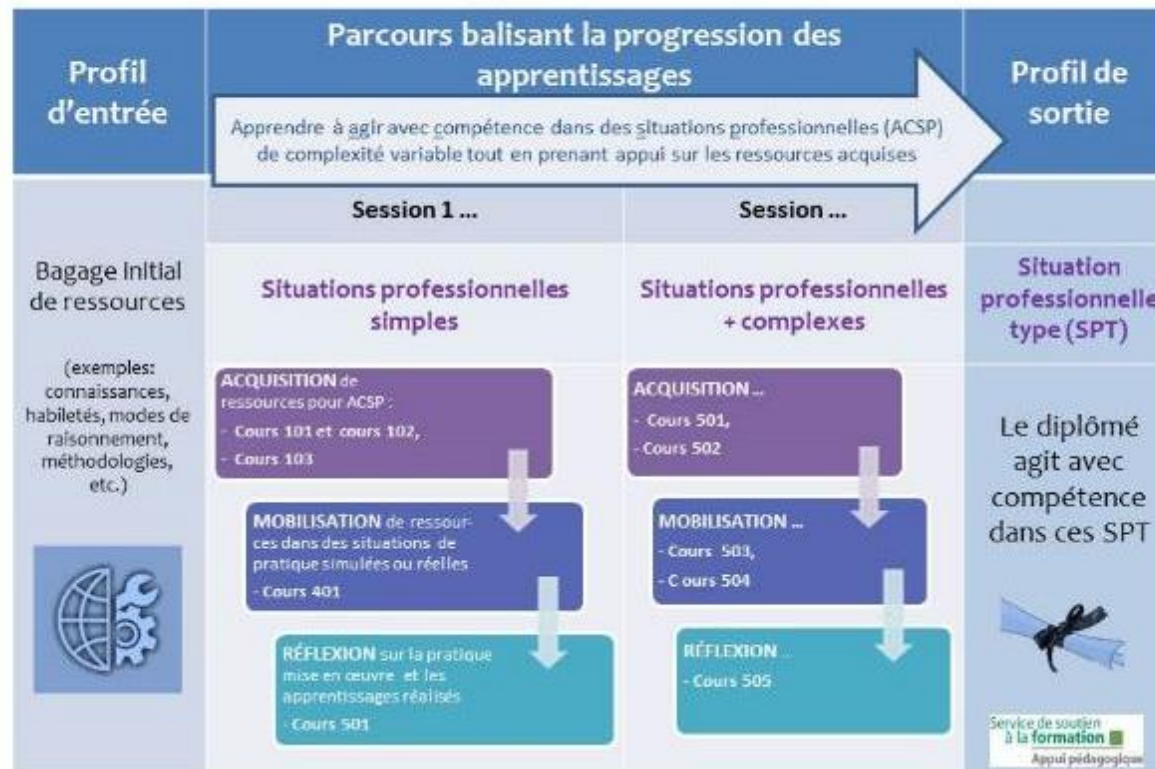 Profil
d'entrée
Parcours balisant la progression des
apprentissages
Apprendre à agir avec compétence dans des situations professionnelles (ACSP)
de complexité variable tout en prenant appui sur les ressources acquises
Profil de
sortie
Session 1 ...
Session ...
Bagage initial
de ressources
(exemples:
connaissances,
habiletés, modes de
raisonnement,
méthodologies,
etc.)
Situations professionnelles
simples
Situations professionnelles
+ complexes
Situation
professionnelle
type (SPT)
ACQUISITION de
ressources pour ACSP :
- Cours 101 et cours 102,
- Cours 103
MOBILISATION de ressour-
ces dans des situations de
pratique simulées ou réelles
- Cours 401
RÉFLEXION sur la pratique
mise en œuvre et les
apprentissages réalisés
- Cours 501
ACQUISITION ...
- Cours 501,
- Cours 502
MOBILISATION ...
- Cours 503,
- C ours 504
RÉFLEXION ...
- Cours 505
Le diplômé
agit avec
compétence
dans ces SPT
Service de soutien
à la formation
Appui pédagogique